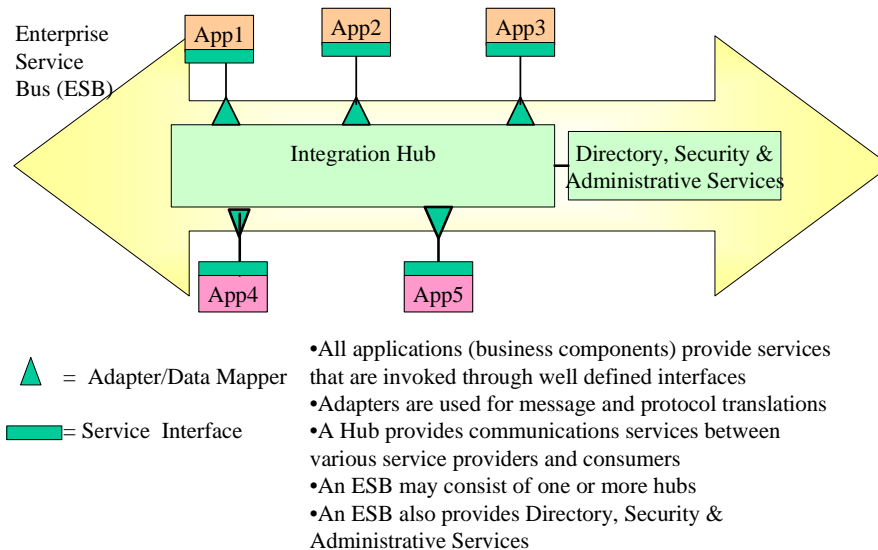 Enterprise
Service
Bus (ESB)
App1
App2
App3
Integration Hub
Directory, Security &
Administrative Services
App4
App5
= Adapter/Data Mapper
= Service Interface
•All applications (business components) provide services
that are invoked through well defined interfaces
•Adapters are used for message and protocol translations
•A Hub provides communications services between
various service providers and consumers
•An ESB may consist of one or more hubs
•An ESB also provides Directory, Security &
Administrative Services